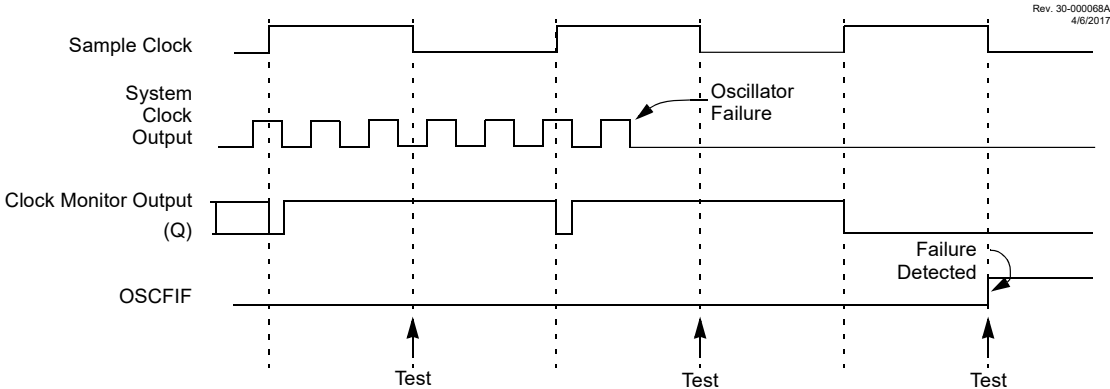 Rev. 30-000068A
4/6/2017
Sample Clock
System
Clock
Output
Oscillator
Failure
Clock Monitor Output
(Q)
Failure
Detected
OSCFIF
Test
Test
Test